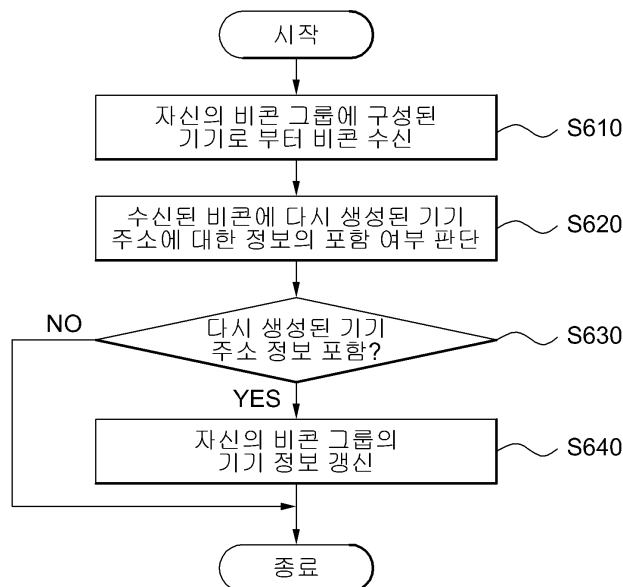 시작
자신의 비콘 그룹에 구성된
기기로 부터 비콘 수신
S610
수신된 비콘에 다시 생성된 기기
주소에 대한 정보의 포함 여부 판단
S620
NO
다시 생성된 기기
주소 정보 포함?
S630
YES
자신의 비콘 그룹의
기기 정보 갱신
S640
종료